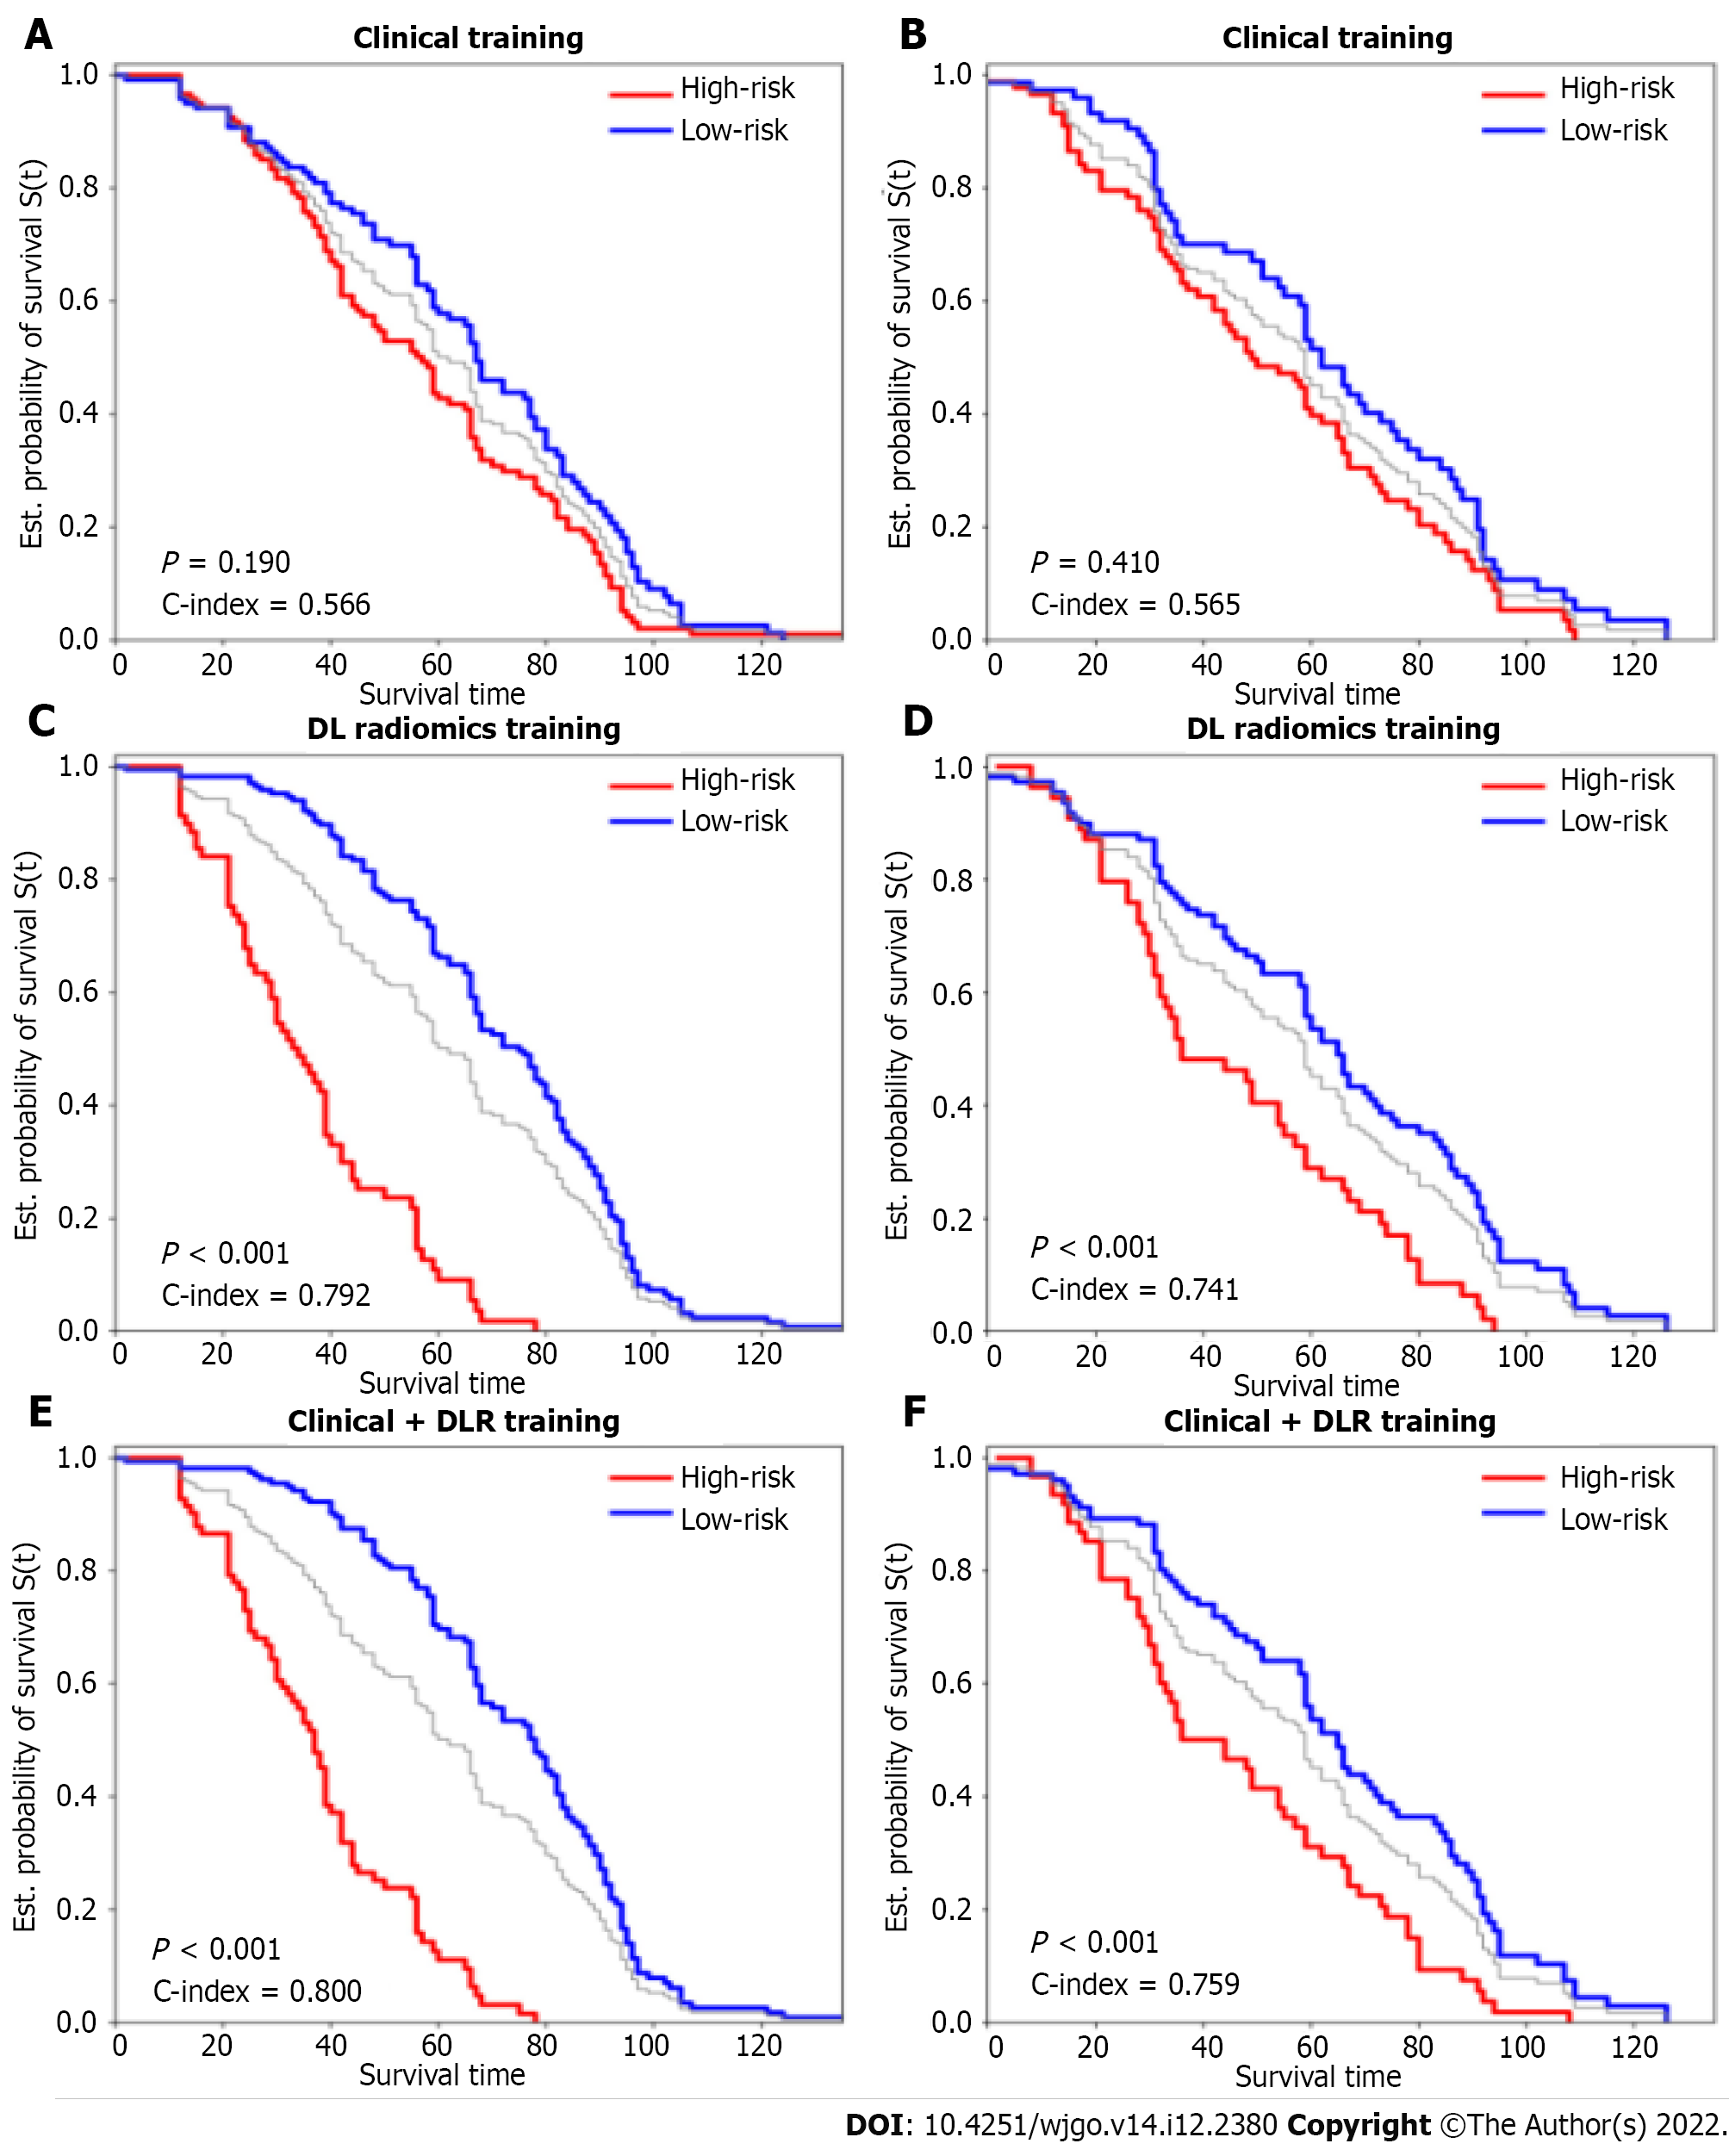 A
Clinical training
1.0
0.8
0.6
0.4
0.2
0.0
Est. probability of survival S(t)
High-risk
Low-risk
P = 0.190
C-index = 0.566
0 20 40 60 80 100 120
Survival time
B
Clinical training
1.0
0.8
0.6
0.4
0.2
0.0
Est. probability of survival S(t)
High-risk
Low-risk
P = 0.410
C-index = 0.565
0 20 40 60 80 100 120
Survival time
C
DL radiomics training
1.0
0.8
0.6
0.4
0.2
0.0
Est. probability of survival S(t)
High-risk
Low-risk
P < 0.001
C-index = 0.792
0 20 40 60 80 100 120
Survival time
D
DL radiomics training
1.0
0.8
0.6
0.4
0.2
0.0
Est. probability of survival S(t)
High-risk
Low-risk
P < 0.001
C-index = 0.741
0 20 40 60 80 100 120
Survival time
E
Clinical + DLR training
1.0
0.8
0.6
0.4
0.2
0.0
Est. probability of survival S(t)
High-risk
Low-risk
P < 0.001
C-index = 0.800
0 20 40 60 80 100 120
Survival time
F
Clinical + DLR training
1.0
0.8
0.6
0.4
0.2
0.0
Est. probability of survival S(t)
High-risk
Low-risk
P < 0.001
C-index = 0.759
0 20 40 60 80 100 120
Survival time
DOI: 10.4251/wjgo.v14.i12.2380 Copyright ©The Author(s) 2022.